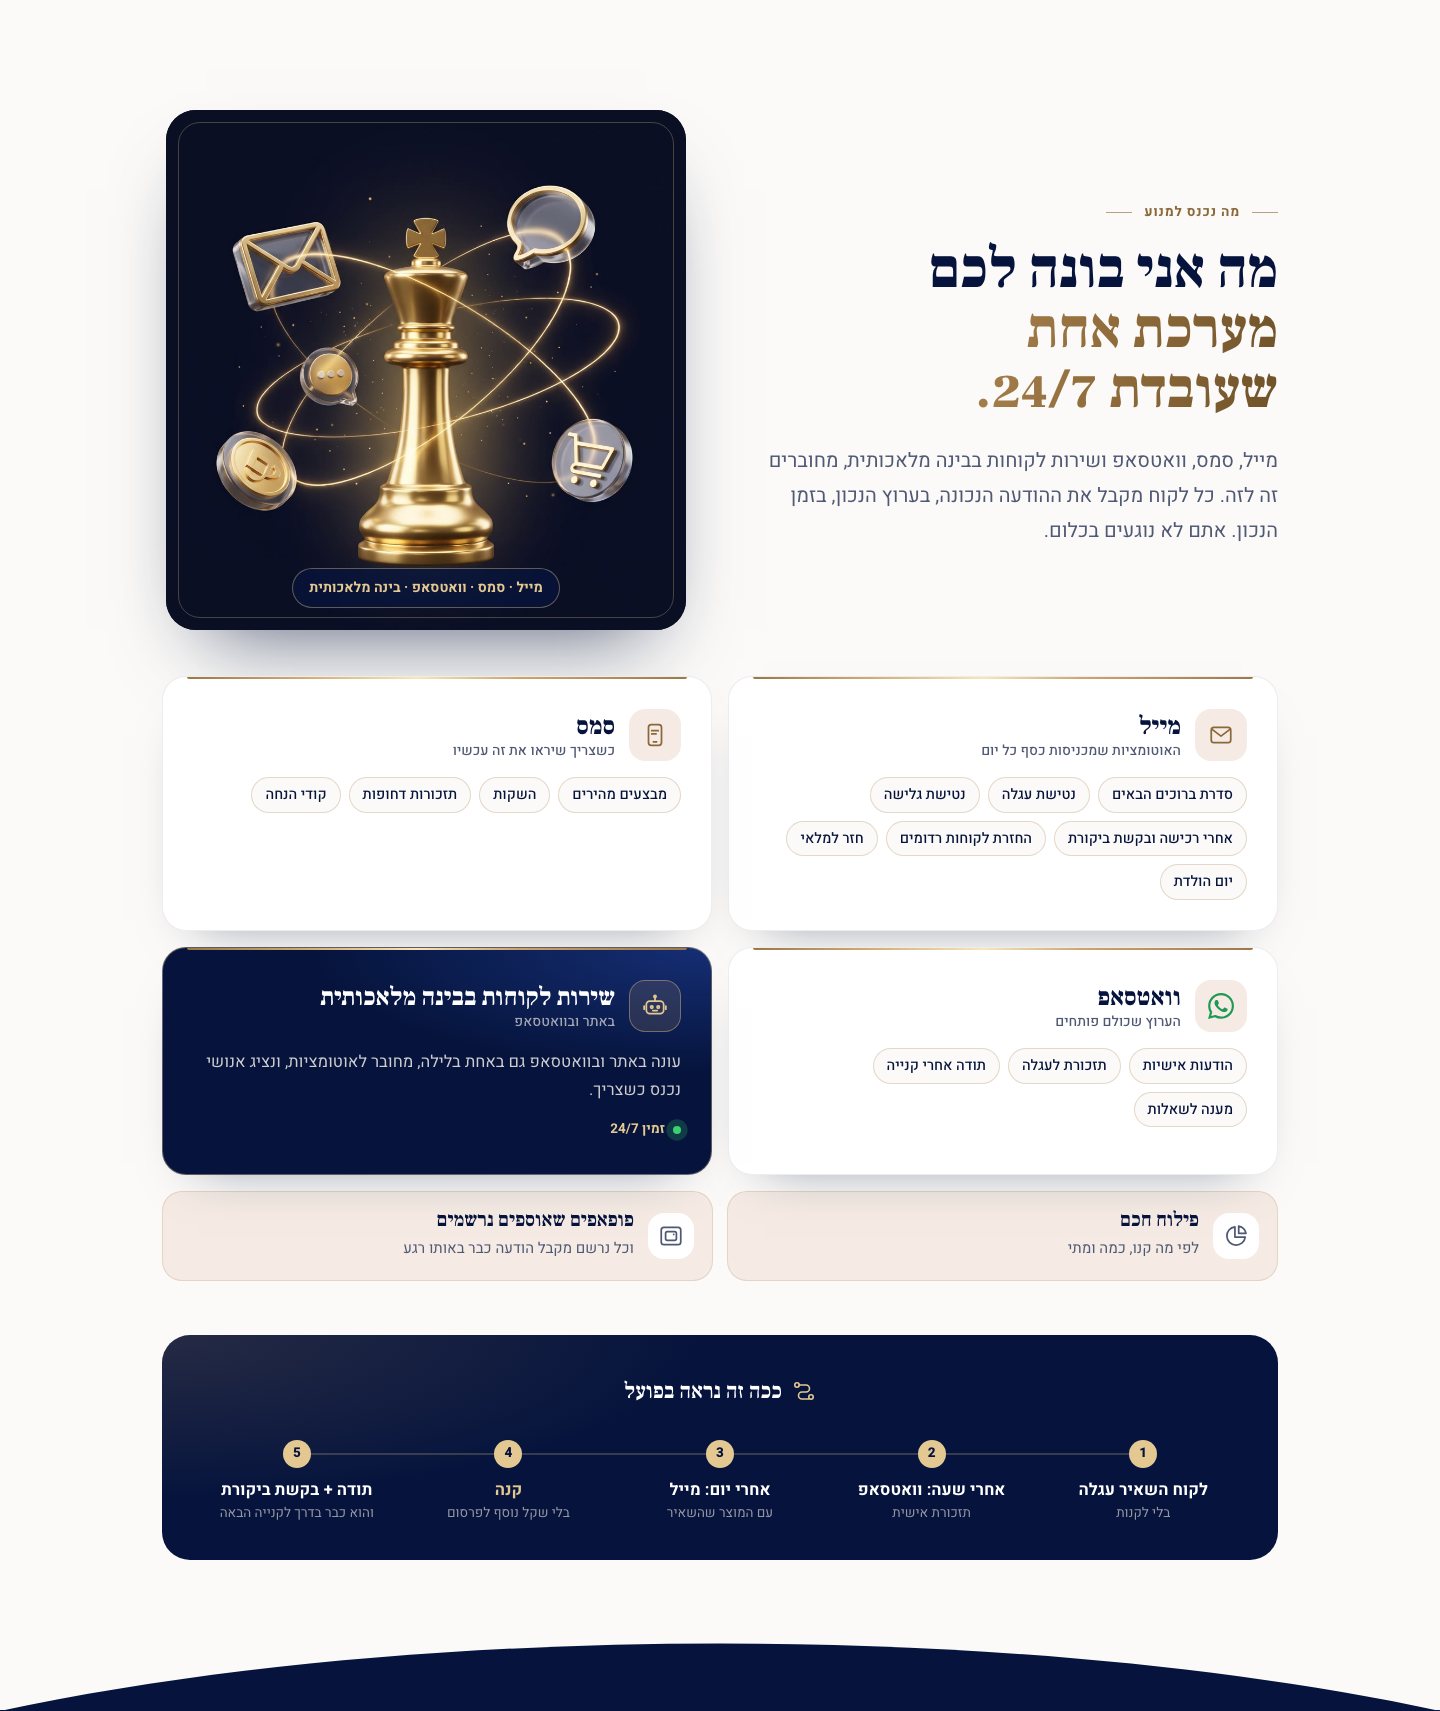 מה נכנס למנוע
מה אני בונה לכם
מערכת אחת
שעובדת 24/7.
מייל, סמס, וואטסאפ ושירות לקוחות בבינה מלאכותית, מחוברים
זה לזה. כל לקוח מקבל את ההודעה הנכונה, בערוץ הנכון, בזמן
הנכון. אתם לא נוגעים בכלום.
מייל · סמס · וואטסאפ · בינה מלאכותית
מייל
האוטומציות שמכניסות כסף כל יום
סדרת ברוכים הבאים
נטישת עגלה
נטישת גלישה
אחרי רכישה ובקשת ביקורת
החזרת לקוחות רדומים
חזר למלאי
יום הולדת
סמס
כשצריך שיראו את זה עכשיו
מבצעים מהירים
השקות
תזכורות דחופות
קודי הנחה
וואטסאפ
הערוץ שכולם פותחים
הודעות אישיות
תזכורת לעגלה
תודה אחרי קנייה
מענה לשאלות
שירות לקוחות בבינה מלאכותית
באתר ובוואטסאפ
עונה באתר ובוואטסאפ גם באחת בלילה, מחובר לאוטומציות, ונציג אנושי
נכנס כשצריך.
זמין 24/7
פילוח חכם
לפי מה קנו, כמה ומתי
פופאפים שאוספים נרשמים
וכל נרשם מקבל הודעה כבר באותו רגע
ככה זה נראה בפועל
1
לקוח השאיר עגלה
בלי לקנות
2
אחרי שעה: וואטסאפ
תזכורת אישית
3
אחרי יום: מייל
עם המוצר שהשאיר
4
קנה
בלי שקל נוסף לפרסום
5
תודה + בקשת ביקורת
והוא כבר בדרך לקנייה הבאה